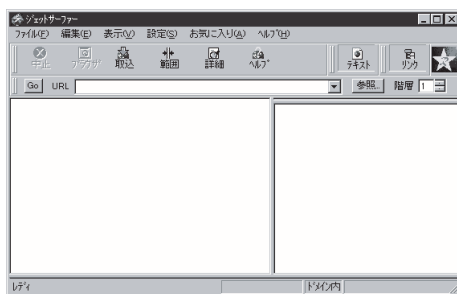 ジェットサーファー
ファイル(F) 編集(E) 表示(V) 設定(S) お気に入り(A) ヘルプ(H)
中止 ブラウザ 取込 範囲 詳細 ヘルプ テキスト リンク
Go URL 参照... 階層 1
レディ ドメイン内